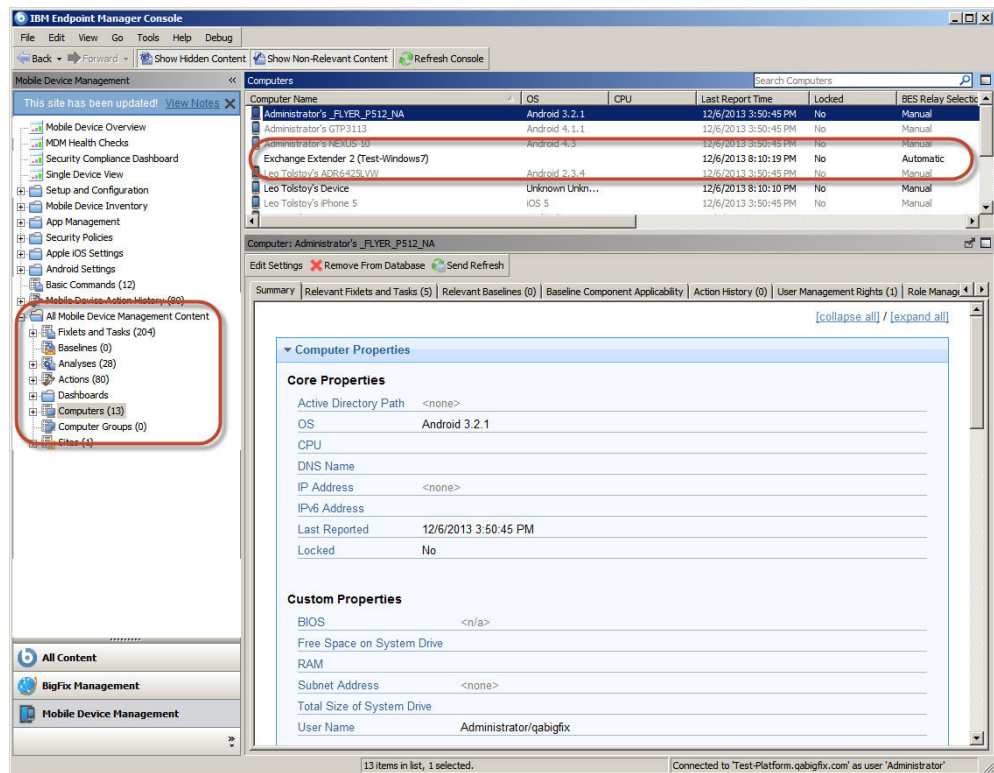 IBM Endpoint Manager Console
File Edit View Go Tools Help Debug
Back Forward Show Hidden Content Show Non-Relevant Content Refresh Console
Mobile Device Management «
This site has been updated! View Notes X
Mobile Device Overview
MDM Health Checks
Security Compliance Dashboard
Single Device View
Setup and Configuration
Mobile Device Inventory
App Management
Security Policies
Apple iOS Settings
Android Settings
Basic Commands (12)
Mobile Device Action History (80)
All Mobile Device Management Content
Fixlets and Tasks (204)
Baselines (0)
Analyses (28)
Actions (80)
Dashboards
Computers (13)
Computer Groups (0)
Sites (1)
All Content
BigFix Management
Mobile Device Management
»
Computers Search Computers
Computer Name OS CPU Last Report Time Locked BES Relay Selectic
Administrator's _FLYER_P512_NA Android 3.2.1 12/6/2013 3:50:45 PM No Manual
Administrator's GTP3113 Android 4.1.1 12/6/2013 3:50:45 PM No Manual
Administrator's NEXUS 10 Android 4.3 12/6/2013 3:50:45 PM No Manual
Exchange Extender 2 (Test-Windows7) 12/6/2013 8:10:19 PM No Automatic
Leo Tolstoy's ADR6425LVW Android 2.3.4 12/6/2013 3:50:45 PM No Manual
Leo Tolstoy's Device Unknown Unkn... 12/6/2013 8:10:10 PM No Manual
Leo Tolstoy's iPhone 5 iOS 5 12/6/2013 3:50:45 PM No Manual
Computer: Administrator's _FLYER_P512_NA
Edit Settings Remove From Database Send Refresh
Summary Relevant Fixlets and Tasks (5) Relevant Baselines (0) Baseline Component Applicability Action History (0) User Management Rights (1) Role Manage
[collapse all] / [expand all]
Computer Properties
Core Properties
Active Directory Path <none>
OS Android 3.2.1
CPU
DNS Name
IP Address <none>
IPv6 Address
Last Reported 12/6/2013 3:50:45 PM
Locked No
Custom Properties
BIOS <n/a>
Free Space on System Drive
RAM
Subnet Address <none>
Total Size of System Drive
User Name Administrator/qabigfix
13 items in list, 1 selected. Connected to 'Test-Platform.qabigfix.com' as user 'Administrator'